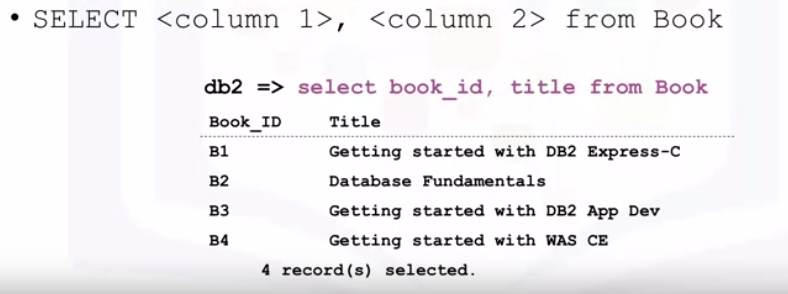 • SELECT <column 1>, <column 2> from Book
db2 => select book_id, title from Book
Book_ID Title
B1 Getting started with DB2 Express-C
B2 Database Fundamentals
B3 Getting started with DB2 App Dev
B4 Getting started with WAS CE
4 record(s) selected.